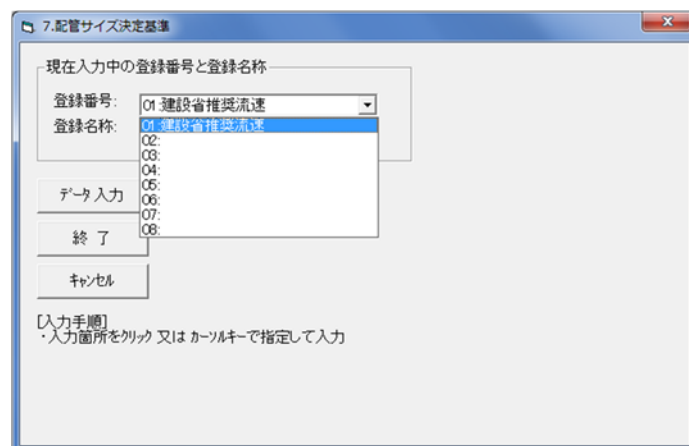 7.配管サイズ決定基準
現在入力中の登録番号と登録名称
登録番号: 01:建設省推奨流速
登録名称: 01:建設省推奨流速
02:
03:
04:
05:
06:
07:
08:
データ入力
終 了
キャンセル
[入力手順]
・入力箇所をクリック 又は カーソルキーで指定して入力